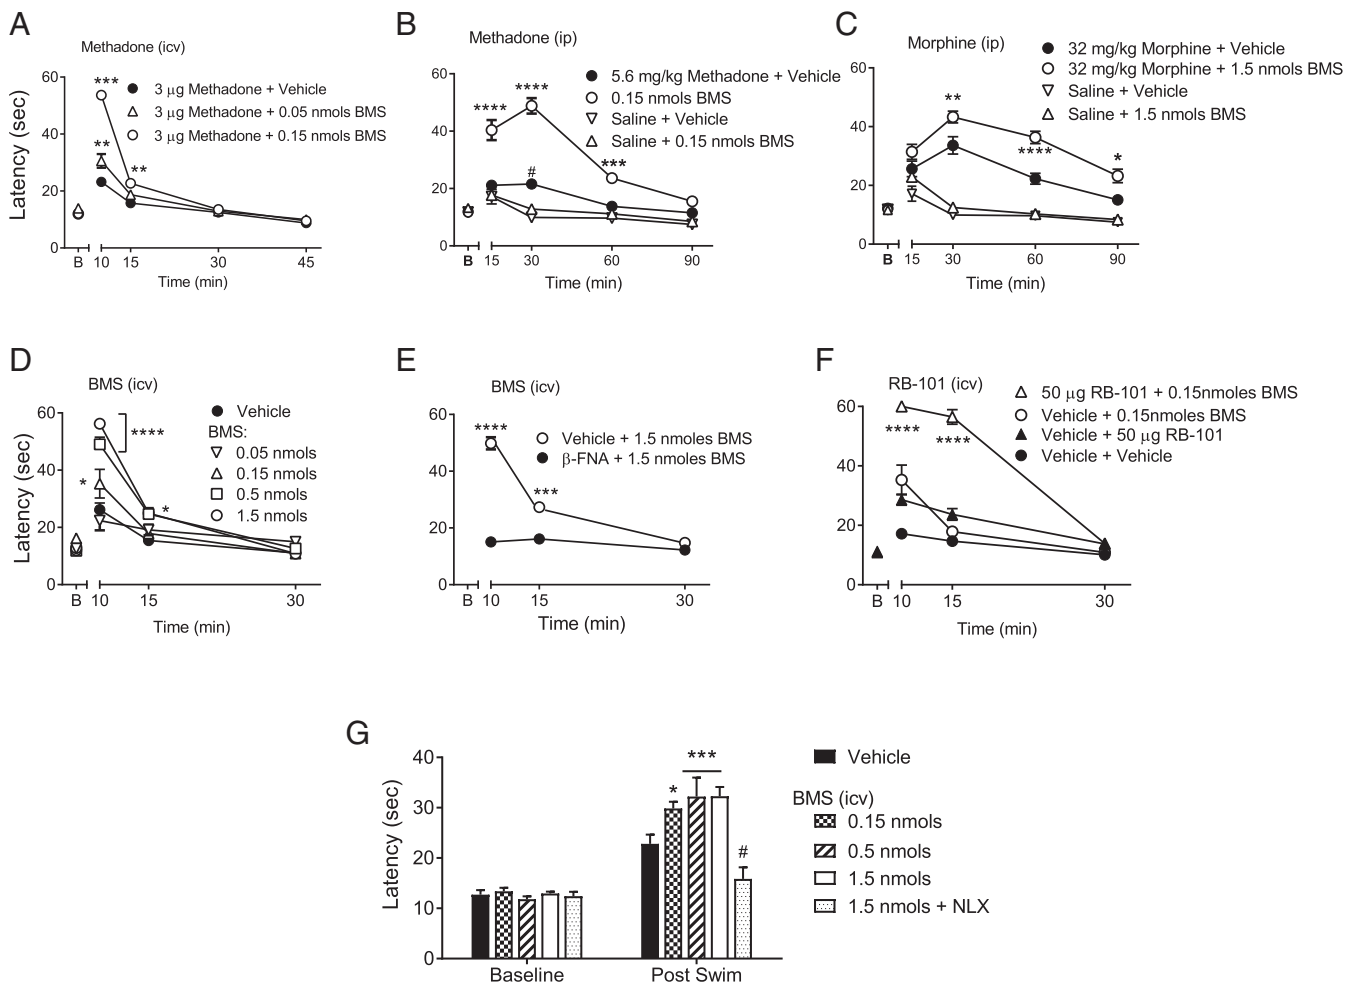 A
Methadone (icv)
Latency (sec)
60
40
20
0
***
**
**
3 µg Methadone + Vehicle
3 µg Methadone + 0.05 nmols BMS
3 µg Methadone + 0.15 nmols BMS
B 10 15 30 45
Time (min)
B
Methadone (ip)
60
40
20
0
****
****
#
***
5.6 mg/kg Methadone + Vehicle
0.15 nmols BMS
Saline + Vehicle
Saline + 0.15 nmols BMS
B 15 30 60 90
Time (min)
C
Morphine (ip)
60
40
20
0
**
****
*
32 mg/kg Morphine + Vehicle
32 mg/kg Morphine + 1.5 nmols BMS
Saline + Vehicle
Saline + 1.5 nmols BMS
B 15 30 60 90
Time (min)
D
BMS (icv)
Latency (sec)
60
40
20
0
****
*
*
Vehicle
BMS:
0.05 nmols
0.15 nmols
0.5 nmols
1.5 nmols
B 10 15 30
Time (min)
E
BMS (icv)
60
40
20
0
****
***
Vehicle + 1.5 nmoles BMS
β-FNA + 1.5 nmoles BMS
B 10 15 30
Time (min)
F
RB-101 (icv)
60
40
20
0
****
****
50 µg RB-101 + 0.15nmoles BMS
Vehicle + 0.15nmoles BMS
Vehicle + 50 µg RB-101
Vehicle + Vehicle
B 10 15 30
Time (min)
G
Latency (sec)
40
30
20
10
0
*
***
#
Baseline Post Swim
Vehicle
BMS (icv)
0.15 nmols
0.5 nmols
1.5 nmols
1.5 nmols + NLX